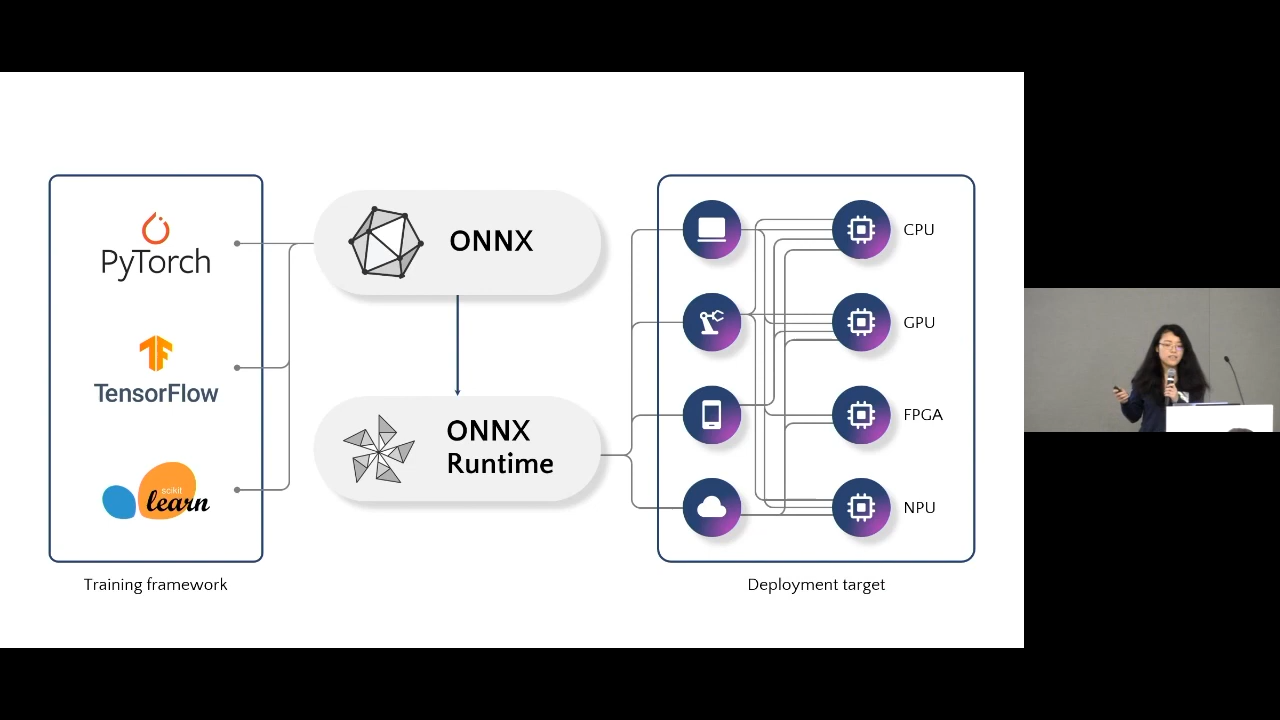 PyTorch
TensorFlow
scikit
learn
Training framework
ONNX
ONNX
Runtime
CPU
GPU
FPGA
NPU
Deployment target